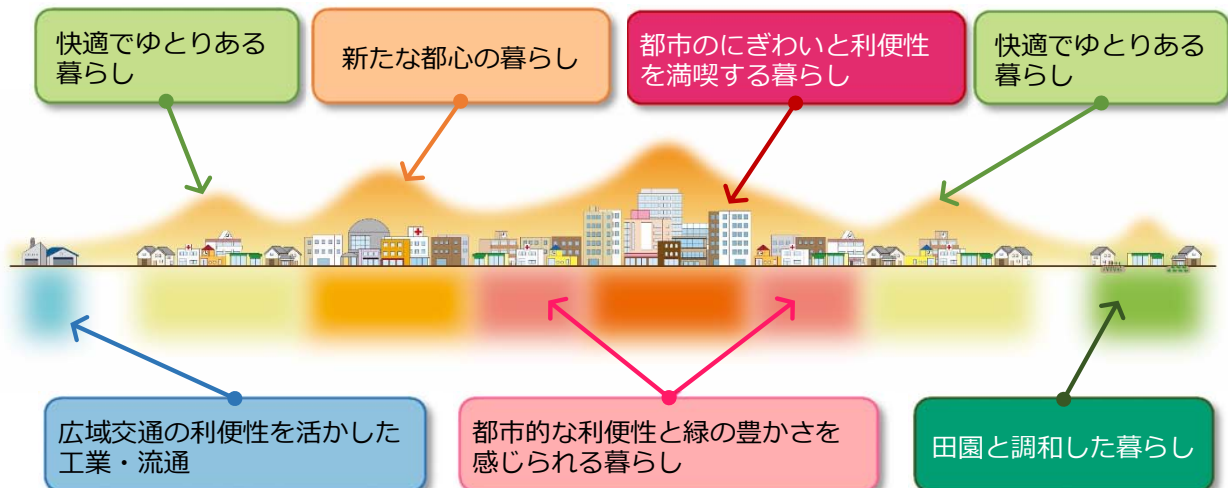 快適でゆとりある
暮らし
新たな都心の暮らし
都市のにぎわいと利便性
を満喫する暮らし
快適でゆとりある
暮らし
広域交通の利便性を活かした
工業・流通
都市的な利便性と緑の豊かさを
感じられる暮らし
田園と調和した暮らし